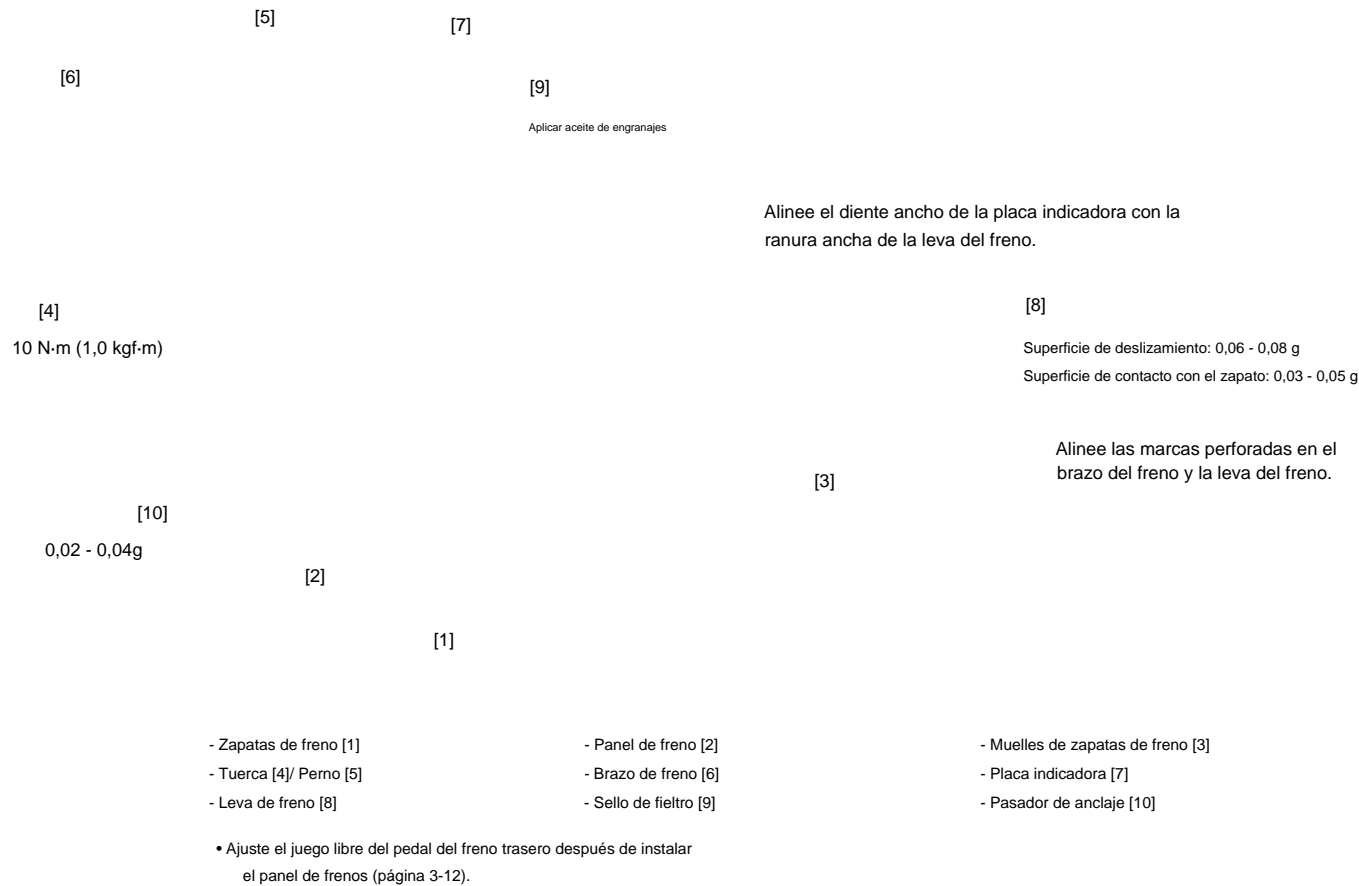 [5]
[7]
[6]
[9]
Aplicar aceite de engranajes
Alinee el diente ancho de la placa indicadora con la
ranura ancha de la leva del freno.
[4]
10 N·m (1,0 kgf·m)
[8]
Superficie de deslizamiento: 0,06 - 0,08 g
Superficie de contacto con el zapato: 0,03 - 0,05 g
Alinee las marcas perforadas en el
brazo del freno y la leva del freno.
[3]
[10]
0,02 - 0,04g
[2]
[1]
- Zapatas de freno [1]
- Panel de freno [2]
- Muelles de zapatas de freno [3]
- Tuerca [4]/ Perno [5]
- Brazo de freno [6]
- Placa indicadora [7]
- Leva de freno [8]
- Sello de fieltro [9]
- Pasador de anclaje [10]
• Ajuste el juego libre del pedal del freno trasero después de instalar
el panel de frenos (página 3-12).